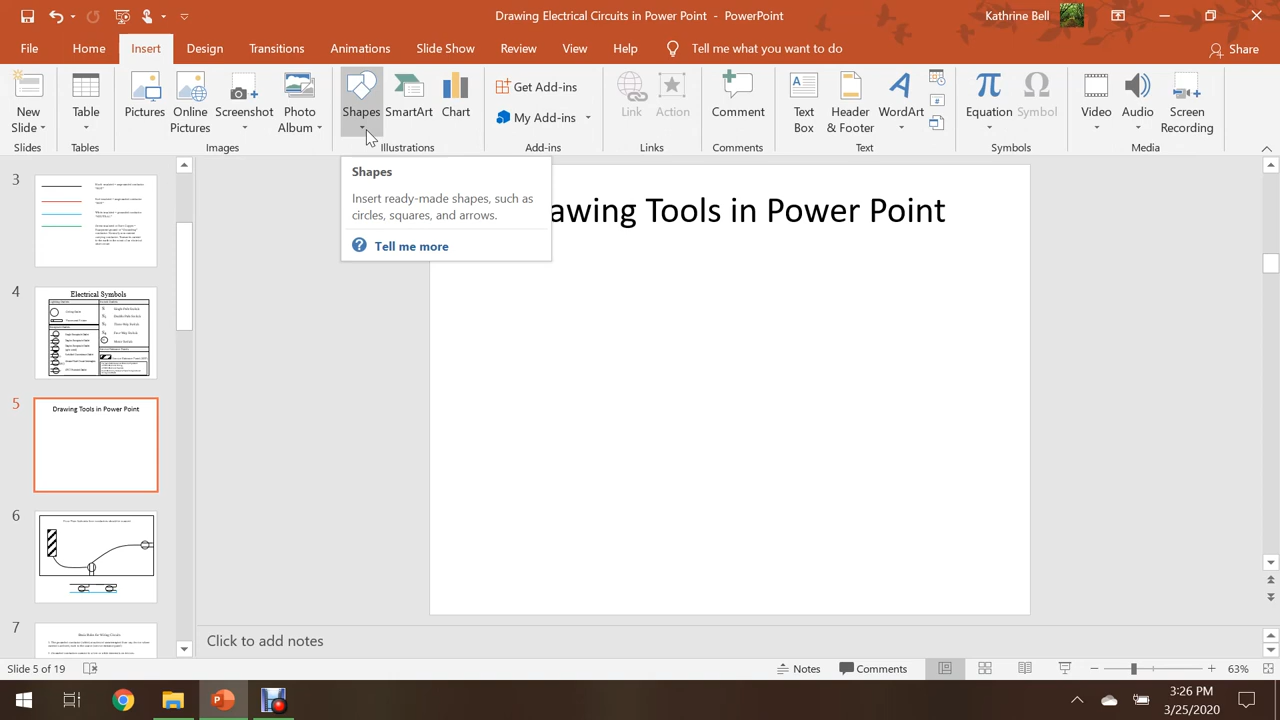 Drawing Electrical Circuits in Power Point - PowerPoint
Kathrine Bell
File Home Insert Design Transitions Animations Slide Show Review View Help Tell me what you want to do Share
New Slide
Slides
Table
Tables
Pictures
Online Pictures
Screenshot
Photo Album
Images
Shapes
SmartArt
Chart
Illustrations
Get Add-ins
My Add-ins
Add-ins
Link
Action
Links
Comment
Comments
Text Box
Header & Footer
WordArt
Text
Equation
Symbol
Symbols
Video
Audio
Screen Recording
Media
Shapes
Insert ready-made shapes, such as
circles, squares, and arrows.
Tell me more
awing Tools in Power Point
3
4
Electrical Symbols
5
Drawing Tools in Power Point
6
7
Click to add notes
Slide 5 of 19
Notes
Comments
63%
3:26 PM
3/25/2020